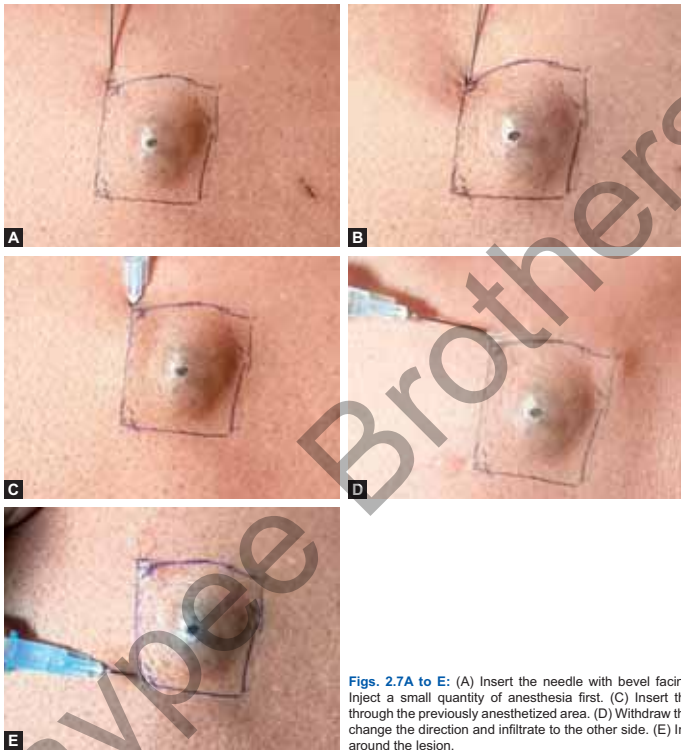 A
B
C
D
E
Figs. 2.7A to E: (A) Insert the needle with bevel facin
Inject a small quantity of anesthesia first. (C) Insert th
through the previously anesthetized area. (D) Withdraw th
change the direction and infiltrate to the other side. (E) In
around the lesion.
aypee Brothers